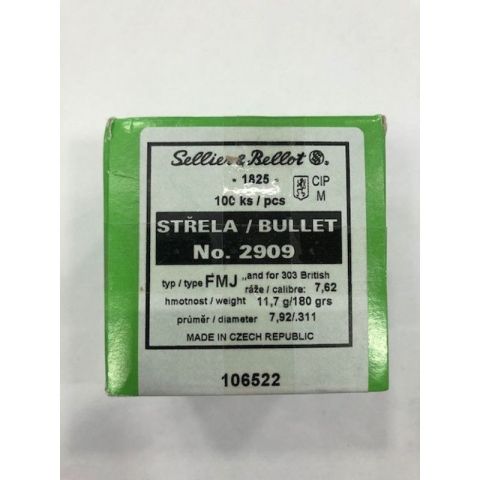 Sellier & Bellot SB.
• 1825 •
100 ks / pcs
CIP
M
STŘELA / BULLET
No. 2909
typ / type FMJ „and for 303 British
ráže / calibre: 7,62
hmotnost / weight 11,7 g/180 grs
průměr / diameter 7,92/.311
MADE IN CZECH REPUBLIC
106522